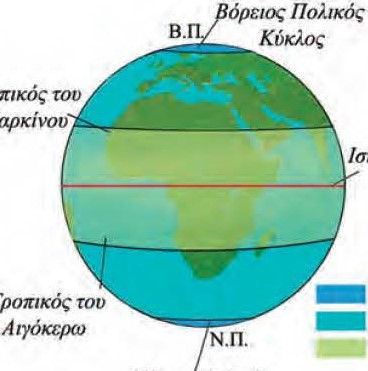 Βόρειος Πολικός
Κύκλος
Β.Π.
πικός του
αρκίνου
Ισ
Τροπικός του
Αιγόκερω
Ν.Π.